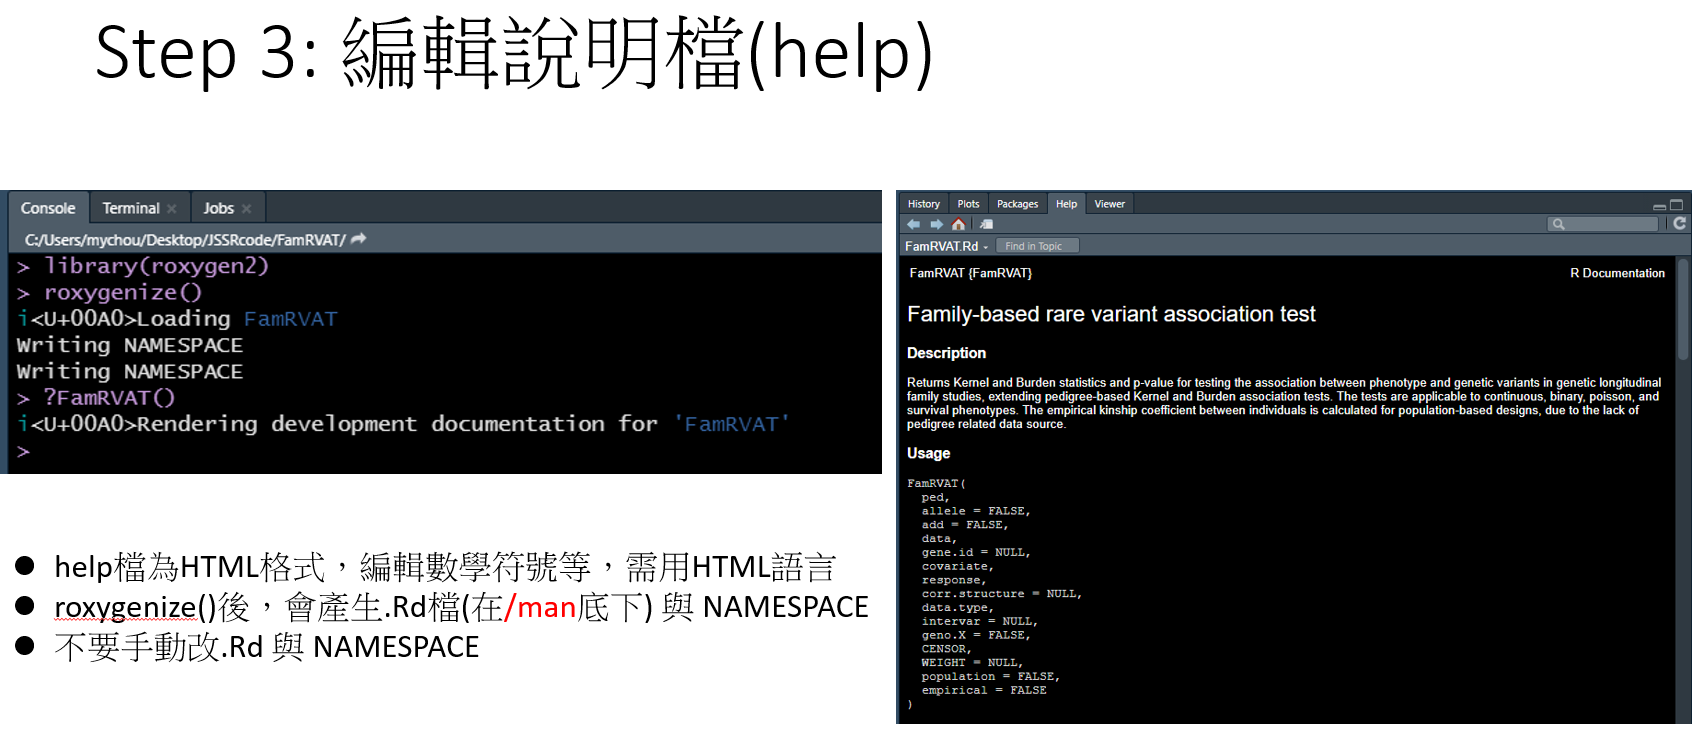 Step 3: 編輯說明檔(help)
Console Terminal Jobs
C:/Users/mychou/Desktop/JSSRcode/FamRVAT/
> library(roxygen2)
> roxygenize()
i<U+00A0>Loading FamRVAT
Writing NAMESPACE
Writing NAMESPACE
> ?FamRVAT()
i<U+00A0>Rendering development documentation for 'FamRVAT'
>
● help檔為HTML格式，編輯數學符號等，需用HTML語言
● roxygenize()後，會產生.Rd檔(在/man底下) 與 NAMESPACE
● 不要手動改.Rd 與 NAMESPACE
History Plots Packages Help Viewer
FamRVAT.Rd Find in Topic
FamRVAT {FamRVAT} R Documentation
Family-based rare variant association test
Description
Returns Kernel and Burden statistics and p-value for testing the association between phenotype and genetic variants in genetic longitudinal
family studies, extending pedigree-based Kernel and Burden association tests. The tests are applicable to continuous, binary, poisson, and
survival phenotypes. The empirical kinship coefficient between individuals is calculated for population-based designs, due to the lack of
pedigree related data source.
Usage
FamRVAT(
ped,
allele = FALSE,
add = FALSE,
data,
gene.id = NULL,
covariate,
response,
corr.structure = NULL,
data.type,
intervar = NULL,
geno.X = FALSE,
CENSOR,
WEIGHT = NULL,
population = FALSE,
empirical = FALSE
)